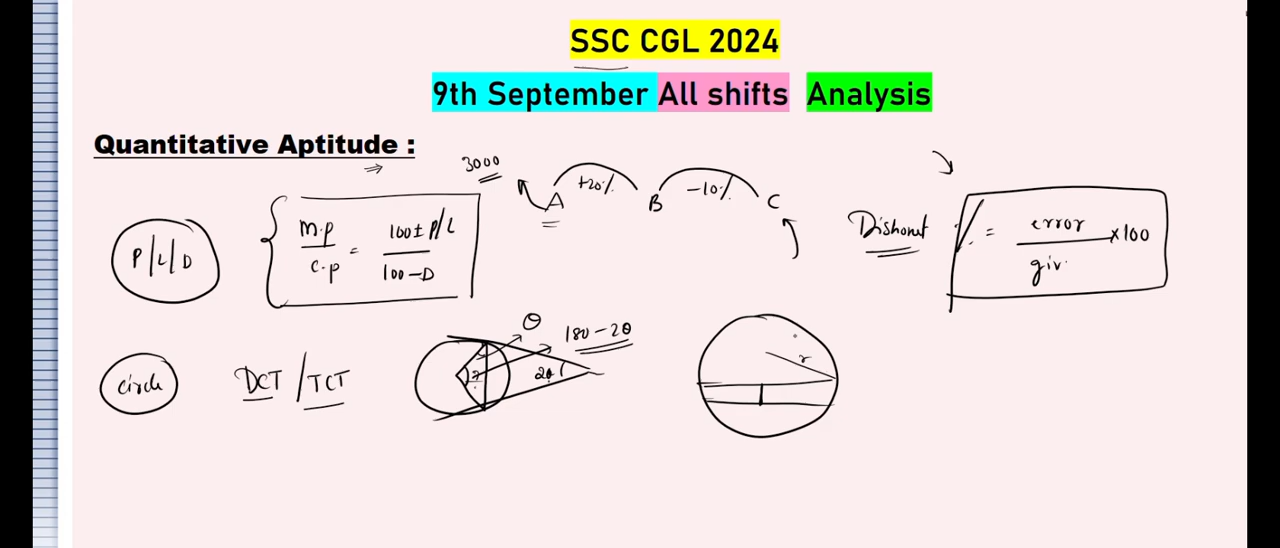 SSC CGL 2024
9th September All shifts Analysis
Quantitative Aptitude :
3000
A +20% B -10% C
P/L/D
m.p / c.p = 100 ± P/L / 100-D
Dishonest
% = error / giv. ×100
circle
DCT / TCT
θ
180-2θ
2θ
r